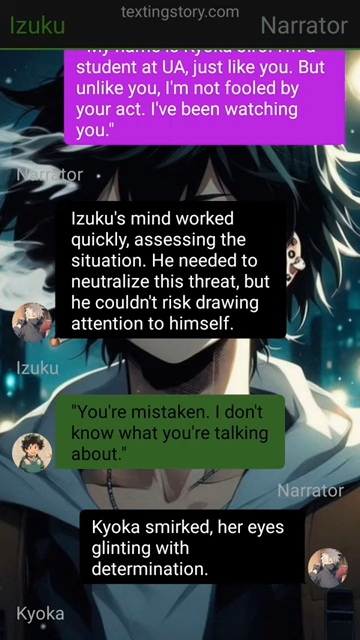 textingstory.com
Izuku
Narrator
student at UA, just like you. But
unlike you, I'm not fooled by
your act. I've been watching
you."
Narrator
Izuku's mind worked
quickly, assessing the
situation. He needed to
neutralize this threat, but
he couldn't risk drawing
attention to himself.
Izuku
"You're mistaken. I don't
know what you're talking
about."
Narrator
Kyoka smirked, her eyes
glinting with
determination.
Kyoka